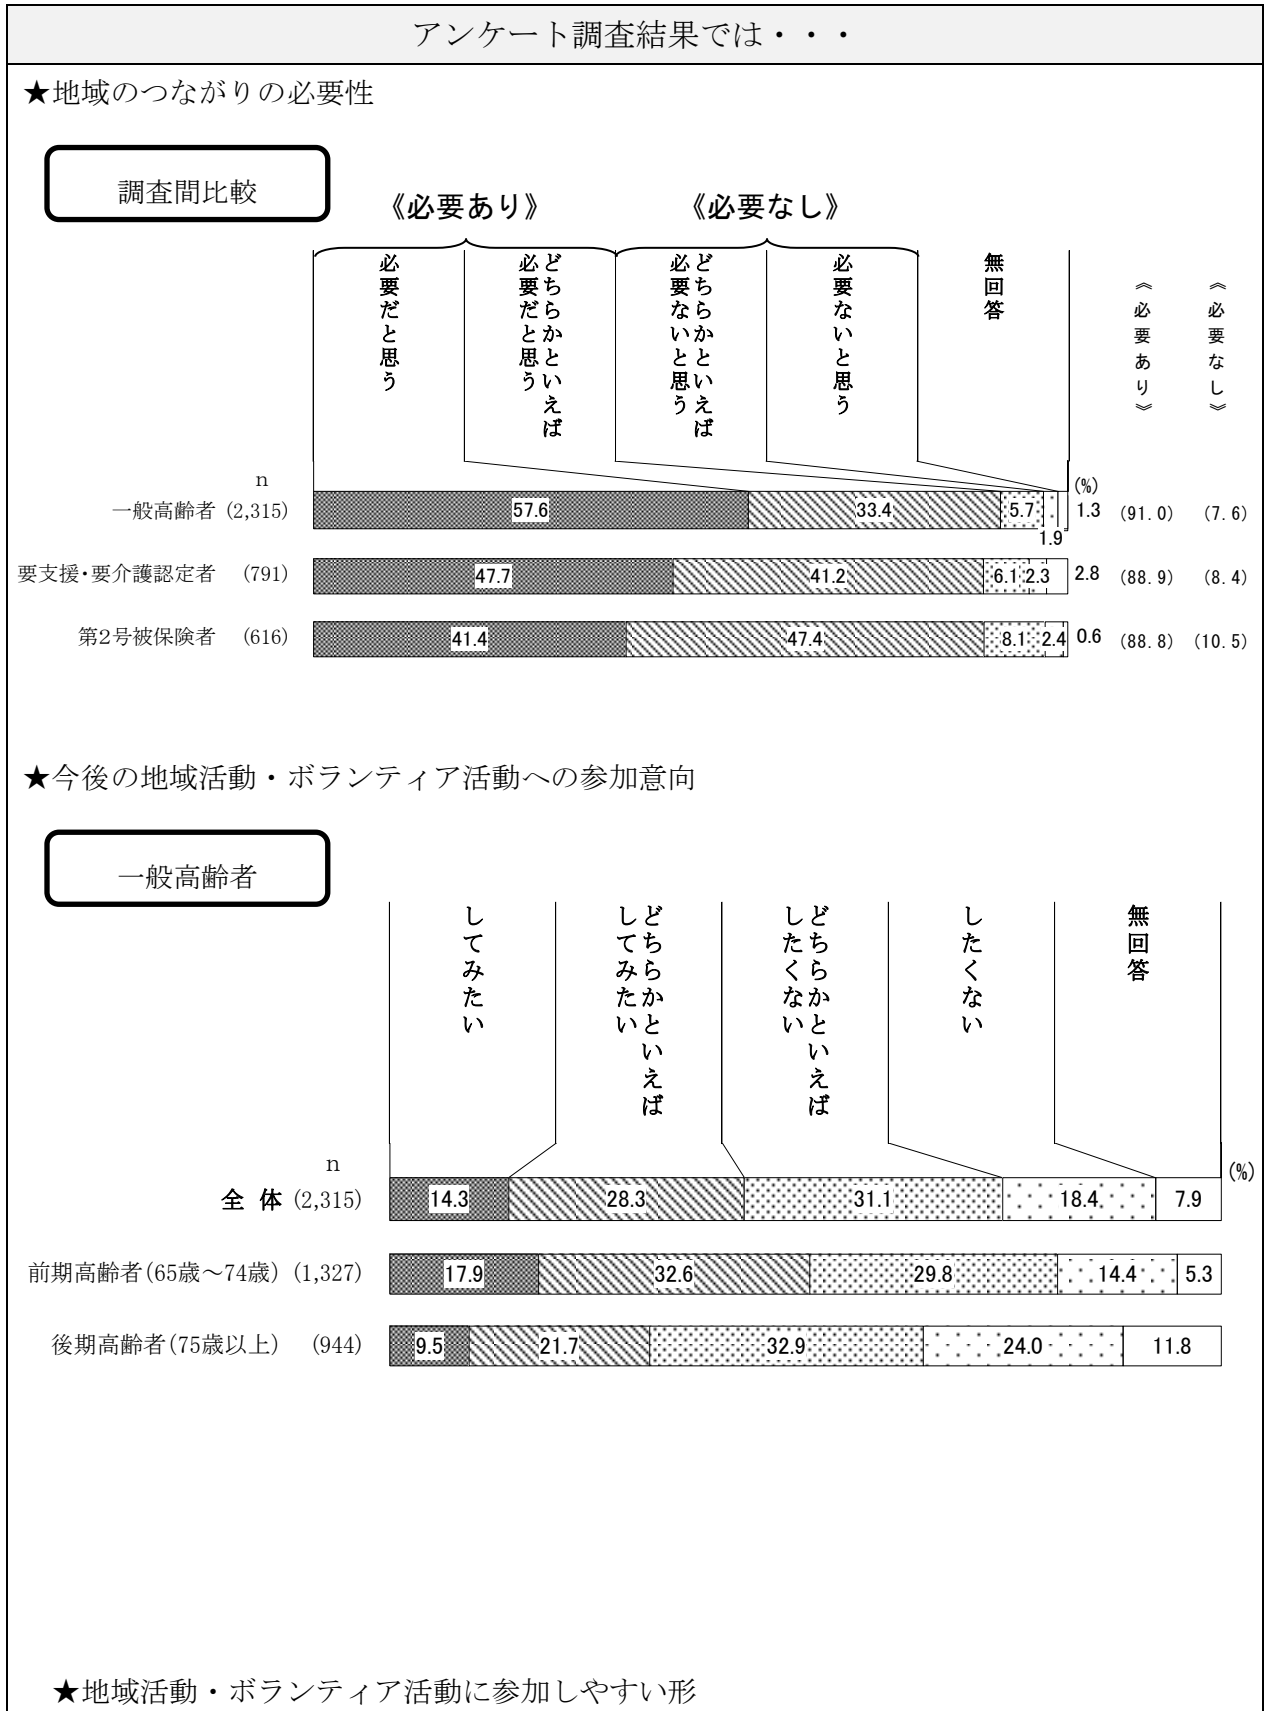 アンケート調査結果では・・・
★地域のつながりの必要性
調査間比較
《必要あり》 《必要なし》
必要だと思う
どちらかといえば
必要だと思う
どちらかといえば
必要ないと思う
必要ないと思う
無回答
《必要あり》
《必要なし》
n
(%)
一般高齢者 (2,315) 57.6 33.4 5.7 1.9 1.3 (91.0) (7.6)
要支援・要介護認定者 (791) 47.7 41.2 6.1 2.3 2.8 (88.9) (8.4)
第2号被保険者 (616) 41.4 47.4 8.1 2.4 0.6 (88.8) (10.5)
★今後の地域活動・ボランティア活動への参加意向
一般高齢者
してみたい
どちらかといえば
してみたい
どちらかといえば
したくない
したくない
無回答
n
(%)
全 体 (2,315) 14.3 28.3 31.1 18.4 7.9
前期高齢者(65歳~74歳) (1,327) 17.9 32.6 29.8 14.4 5.3
後期高齢者(75歳以上) (944) 9.5 21.7 32.9 24.0 11.8
★地域活動・ボランティア活動に参加しやすい形